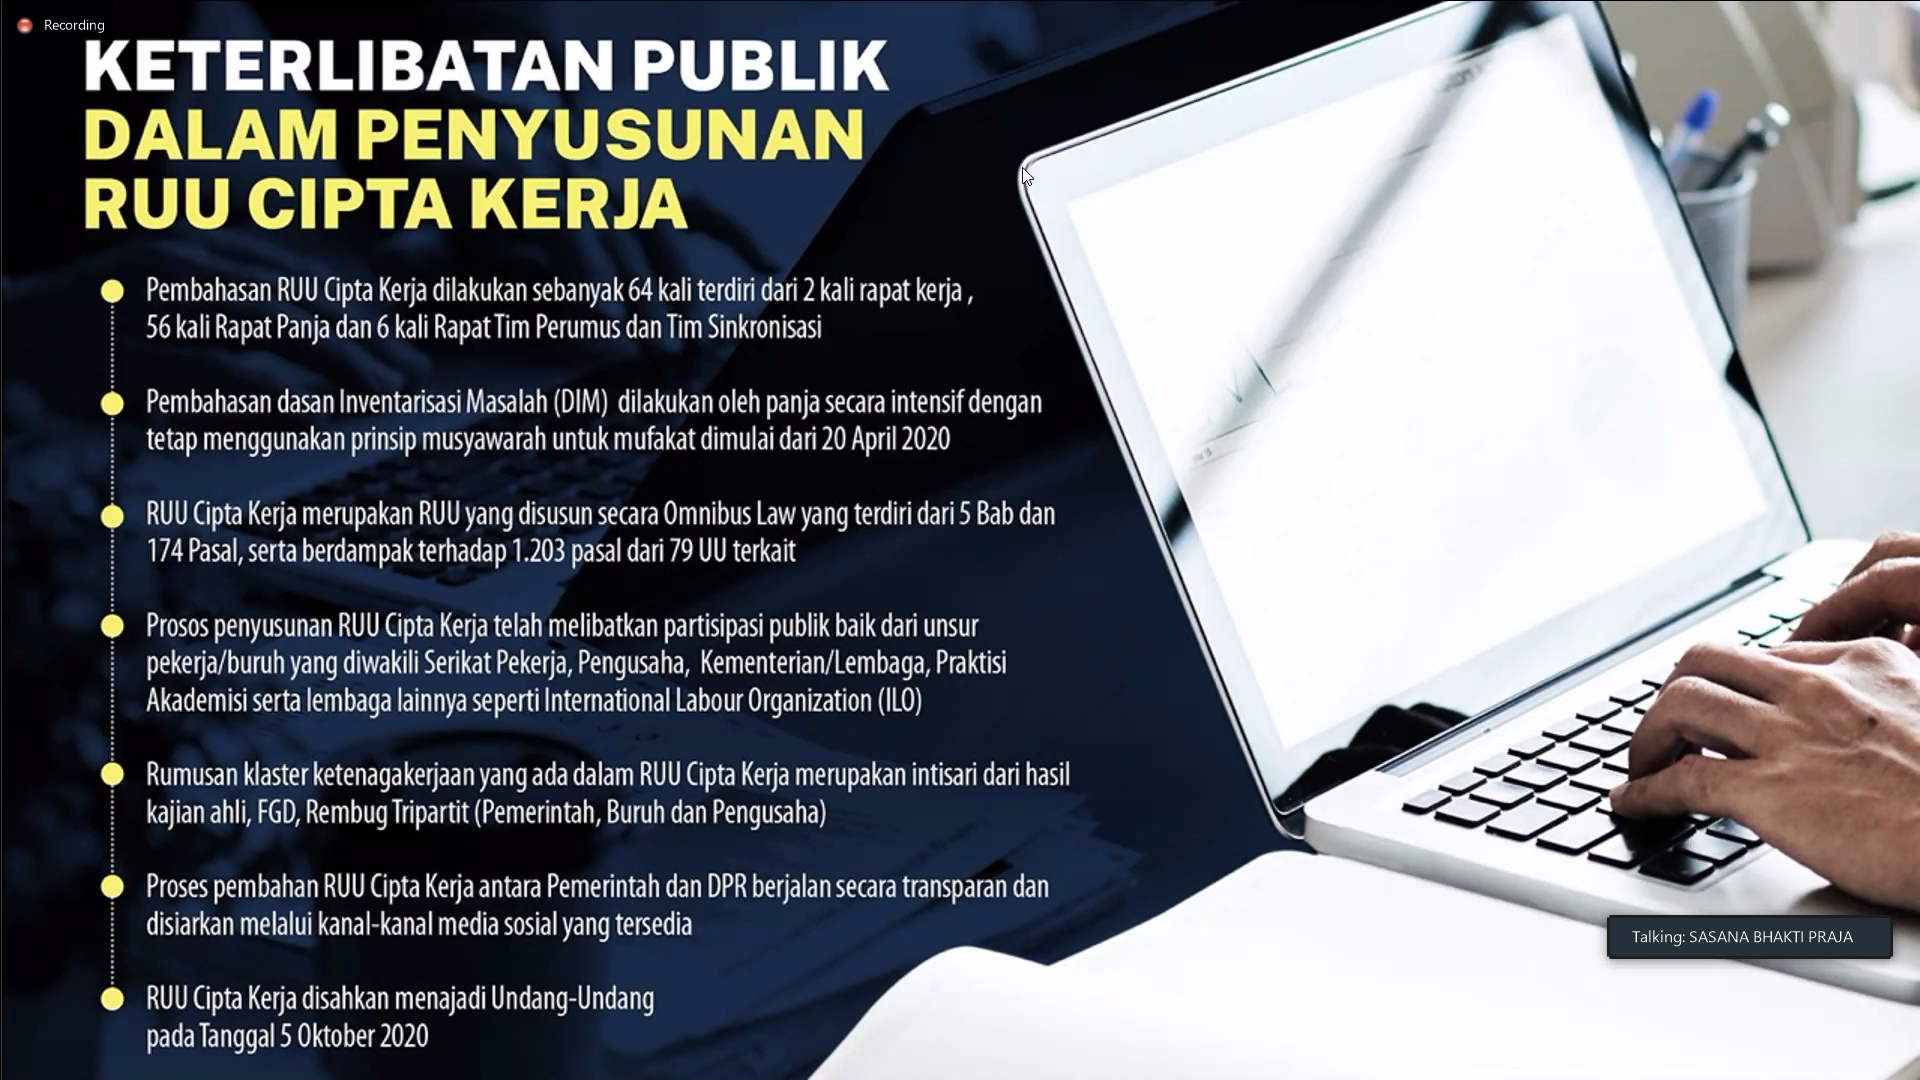 Recording
KETERLIBATAN PUBLIK
DALAM PENYUSUNAN
RUU CIPTA KERJA
Pembahasan RUU Cipta Kerja dilakukan sebanyak 64 kali terdiri dari 2 kali rapat kerja ,
56 kali Rapat Panja dan 6 kali Rapat Tim Perumus dan Tim Sinkronisasi
Pembahasan dasan Inventarisasi Masalah (DIM) dilakukan oleh panja secara intensif dengan
tetap menggunakan prinsip musyawarah untuk mufakat dimulai dari 20 April 2020
RUU Cipta Kerja merupakan RUU yang disusun secara Omnibus Law yang terdiri dari 5 Bab dan
174 Pasal, serta berdampak terhadap 1.203 pasal dari 79 UU terkait
Prosos penyusunan RUU Cipta Kerja telah melibatkan partisipasi publik baik dari unsur
pekerja/buruh yang diwakili Serikat Pekerja, Pengusaha, Kementerian/Lembaga, Praktisi
Akademisi serta lembaga lainnya seperti International Labour Organization (ILO)
Rumusan klaster ketenagakerjaan yang ada dalam RUU Cipta Kerja merupakan intisari dari hasil
kajian ahli, FGD, Rembug Tripartit (Pemerintah, Buruh dan Pengusaha)
Proses pembahan RUU Cipta Kerja antara Pemerintah dan DPR berjalan secara transparan dan
disiarkan melalui kanal-kanal media sosial yang tersedia
RUU Cipta Kerja disahkan menajadi Undang-Undang
pada Tanggal 5 Oktober 2020
Talking: SASANA BHAKTI PRAJA